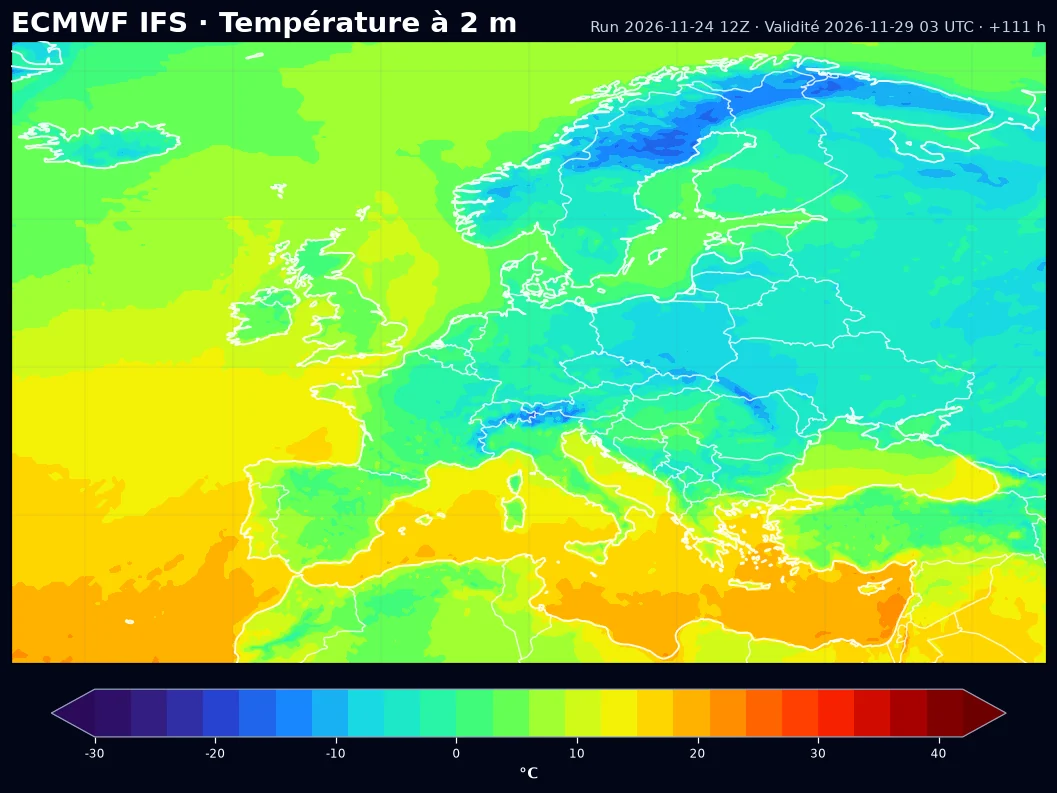 ECMWF IFS · Température à 2 m
Run 2026-11-24 12Z · Validité 2026-11-29 03 UTC · +111 h
-30 -20 -10 0 10 20 30 40
°C